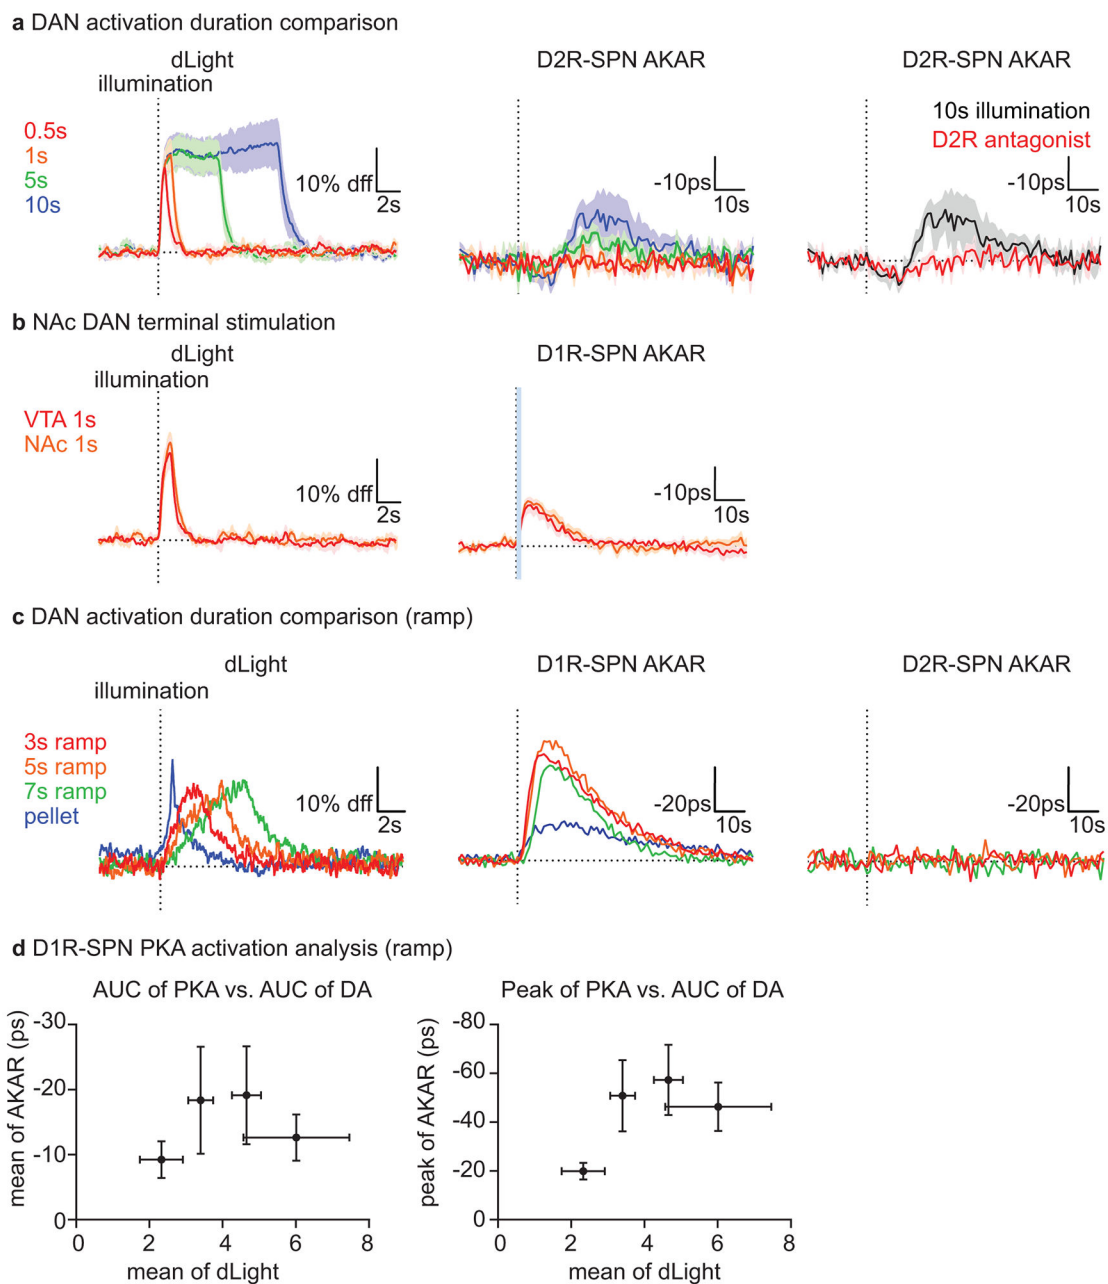 a DAN activation duration comparison
dLight
illumination
0.5s
1s
5s
10s
10% dff
2s
D2R-SPN AKAR
-10ps
10s
D2R-SPN AKAR
10s illumination
D2R antagonist
-10ps
10s
b NAc DAN terminal stimulation
dLight
illumination
VTA 1s
NAc 1s
10% dff
2s
D1R-SPN AKAR
-10ps
10s
c DAN activation duration comparison (ramp)
dLight
illumination
3s ramp
5s ramp
7s ramp
pellet
10% dff
2s
D1R-SPN AKAR
-20ps
10s
D2R-SPN AKAR
-20ps
10s
d D1R-SPN PKA activation analysis (ramp)
AUC of PKA vs. AUC of DA
mean of AKAR (ps)
-30
-20
-10
0
0 2 4 6 8
mean of dLight
Peak of PKA vs. AUC of DA
peak of AKAR (ps)
-80
-60
-40
-20
0
0 2 4 6 8
mean of dLight